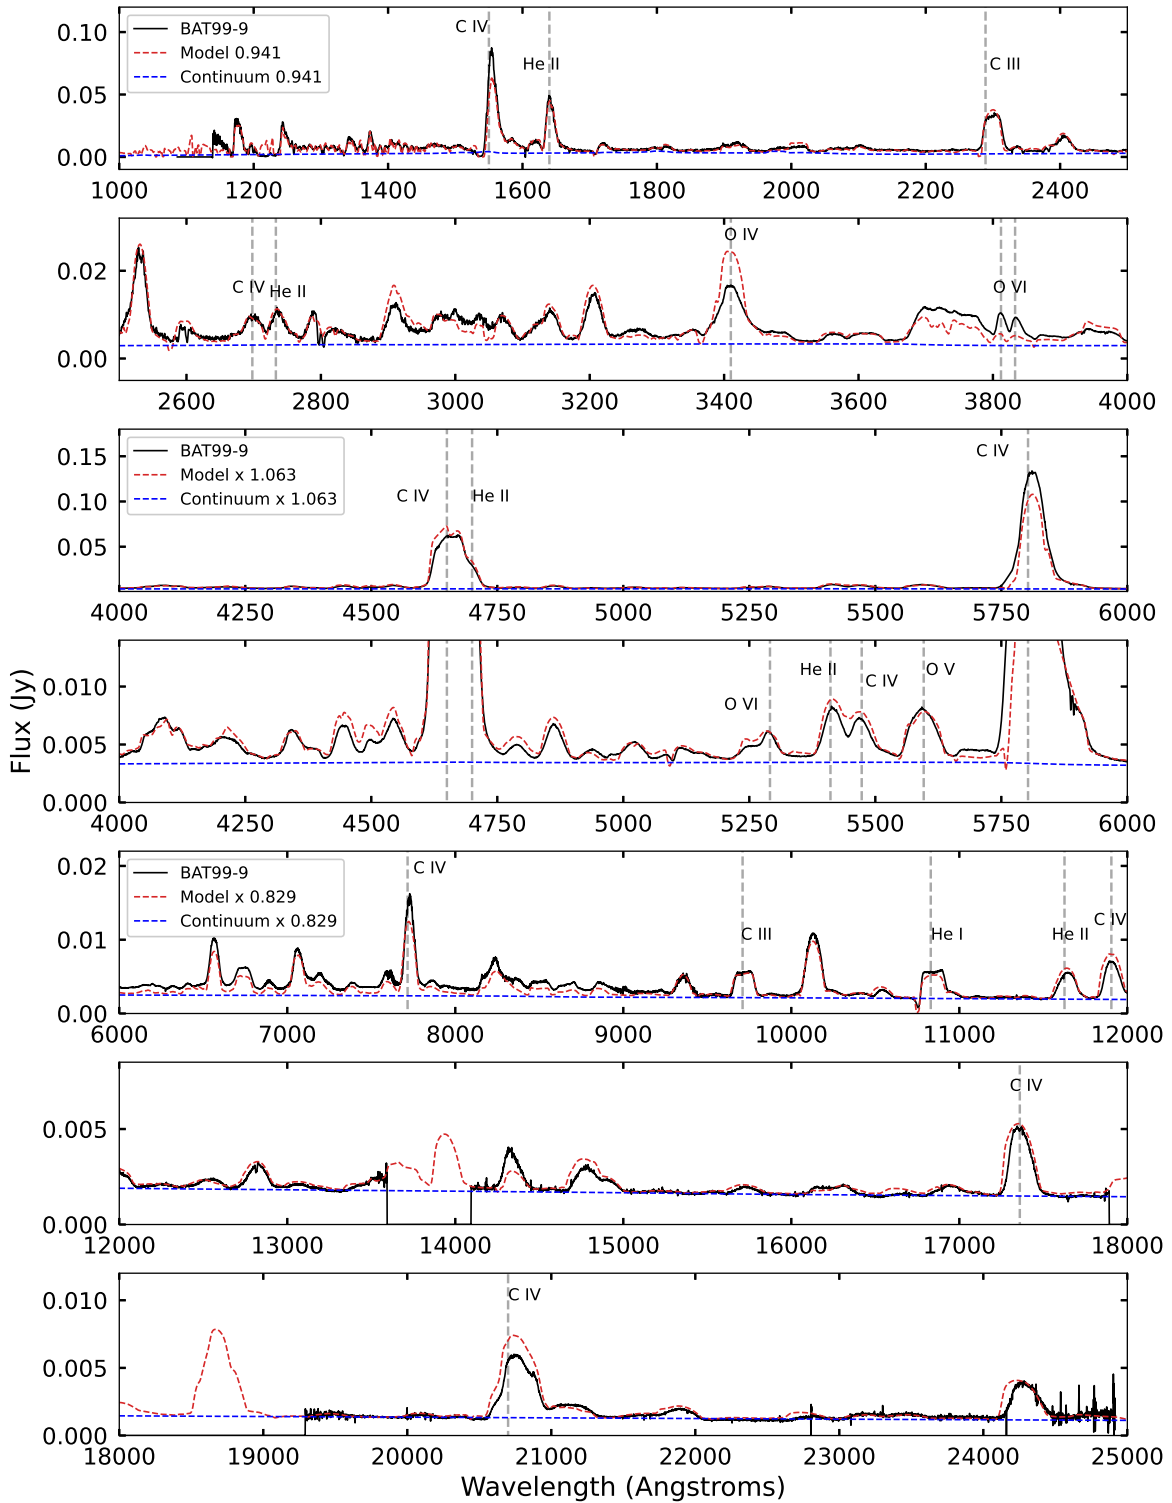 BAT99-9
Model 0.941
Continuum 0.941
C IV
He II
C III
0.10
0.05
0.00
1000 1200 1400 1600 1800 2000 2200 2400
C IV
He II
O IV
O VI
0.02
0.00
2600 2800 3000 3200 3400 3600 3800 4000
BAT99-9
Model x 1.063
Continuum x 1.063
C IV
He II
C IV
0.15
0.10
0.05
4000 4250 4500 4750 5000 5250 5500 5750 6000
O VI
He II
C IV
O V
0.010
0.005
0.000
4000 4250 4500 4750 5000 5250 5500 5750 6000
Flux (Jy)
BAT99-9
Model x 0.829
Continuum x 0.829
C IV
C III
He I
He II
C IV
0.02
0.01
0.00
6000 7000 8000 9000 10000 11000 12000
C IV
0.005
0.000
12000 13000 14000 15000 16000 17000 18000
C IV
0.010
0.005
0.000
18000 19000 20000 21000 22000 23000 24000 25000
Wavelength (Angstroms)